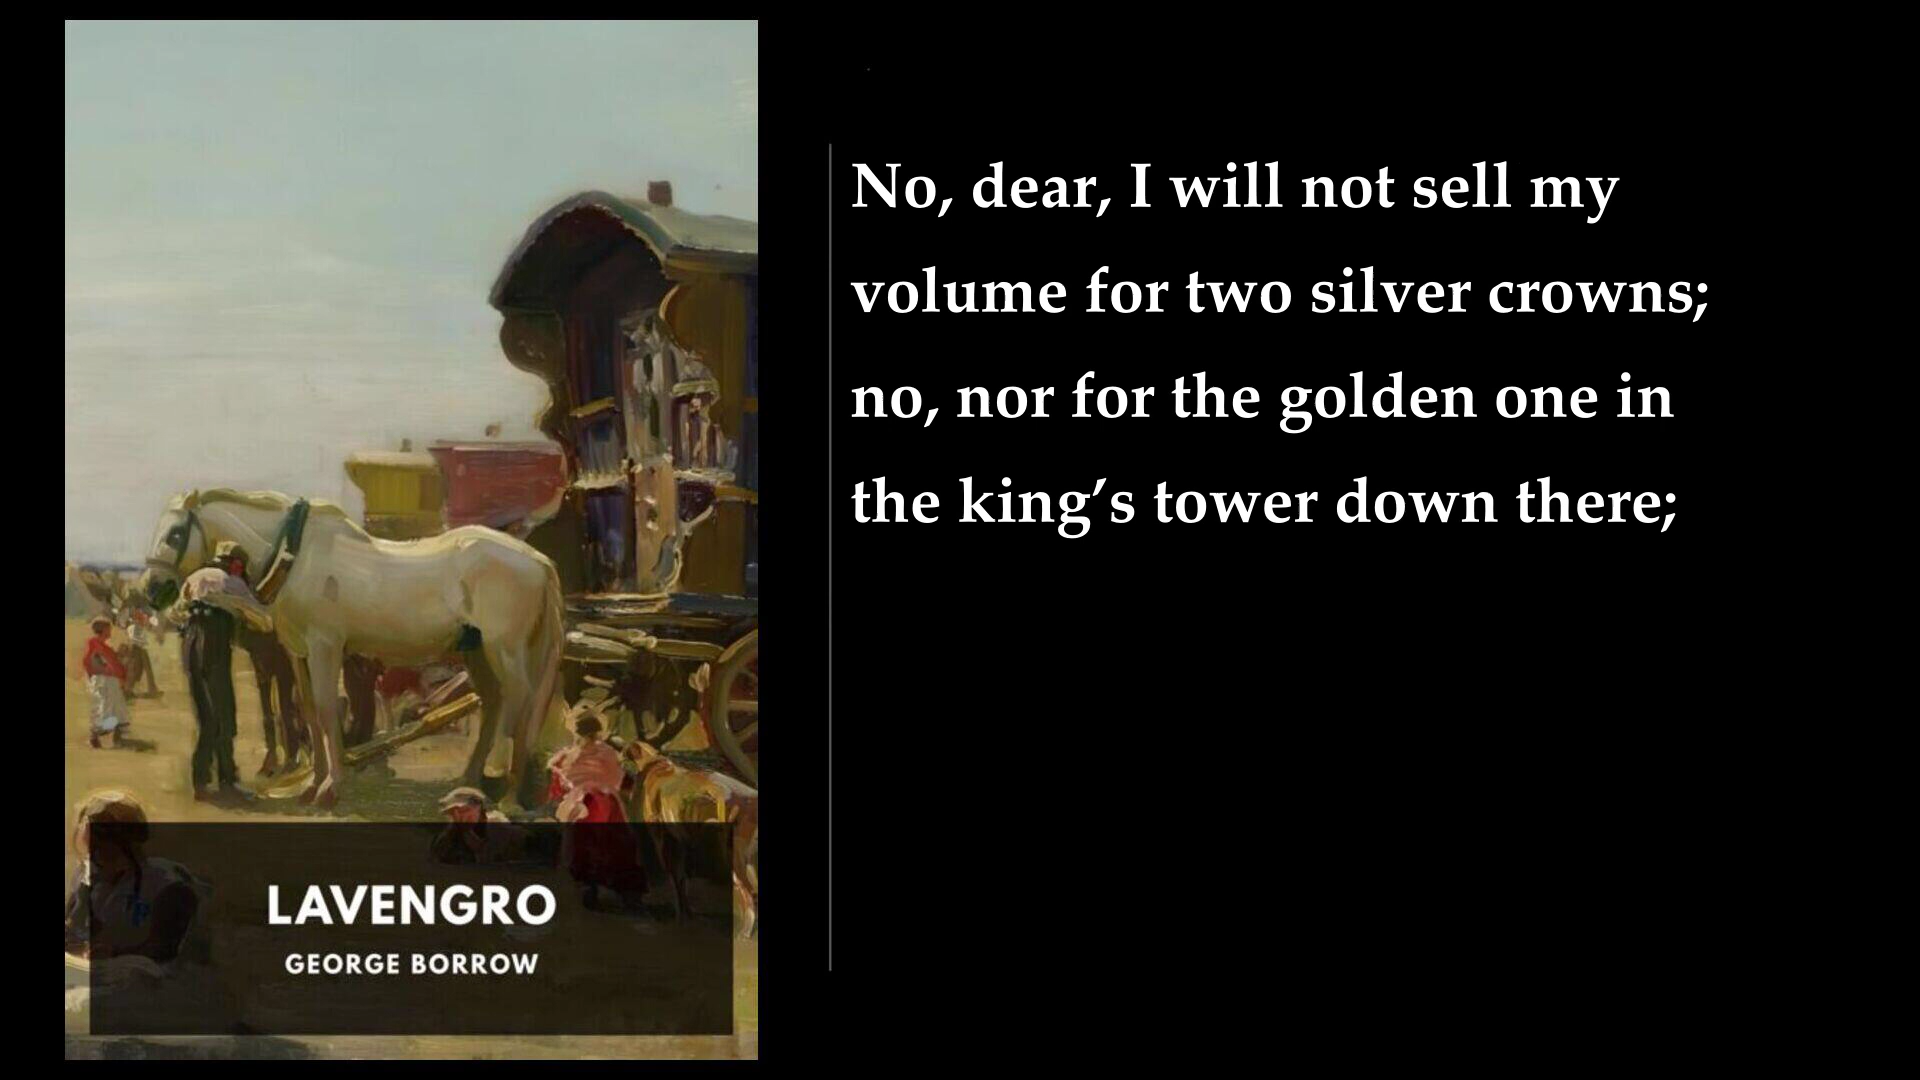 No, dear, I will not sell my
volume for two silver crowns;
no, nor for the golden one in
the king’s tower down there;
LAVENGRO
GEORGE BORROW